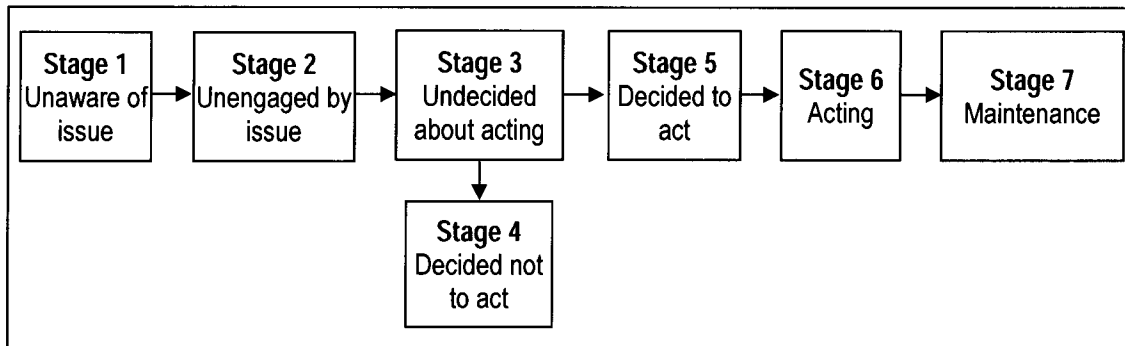 Stage 1
Unaware of
issue
Stage 2
Unengaged by
issue
Stage 3
Undecided
about acting
Stage 4
Decided not
to act
Stage 5
Decided to
act
Stage 6
Acting
Stage 7
Maintenance